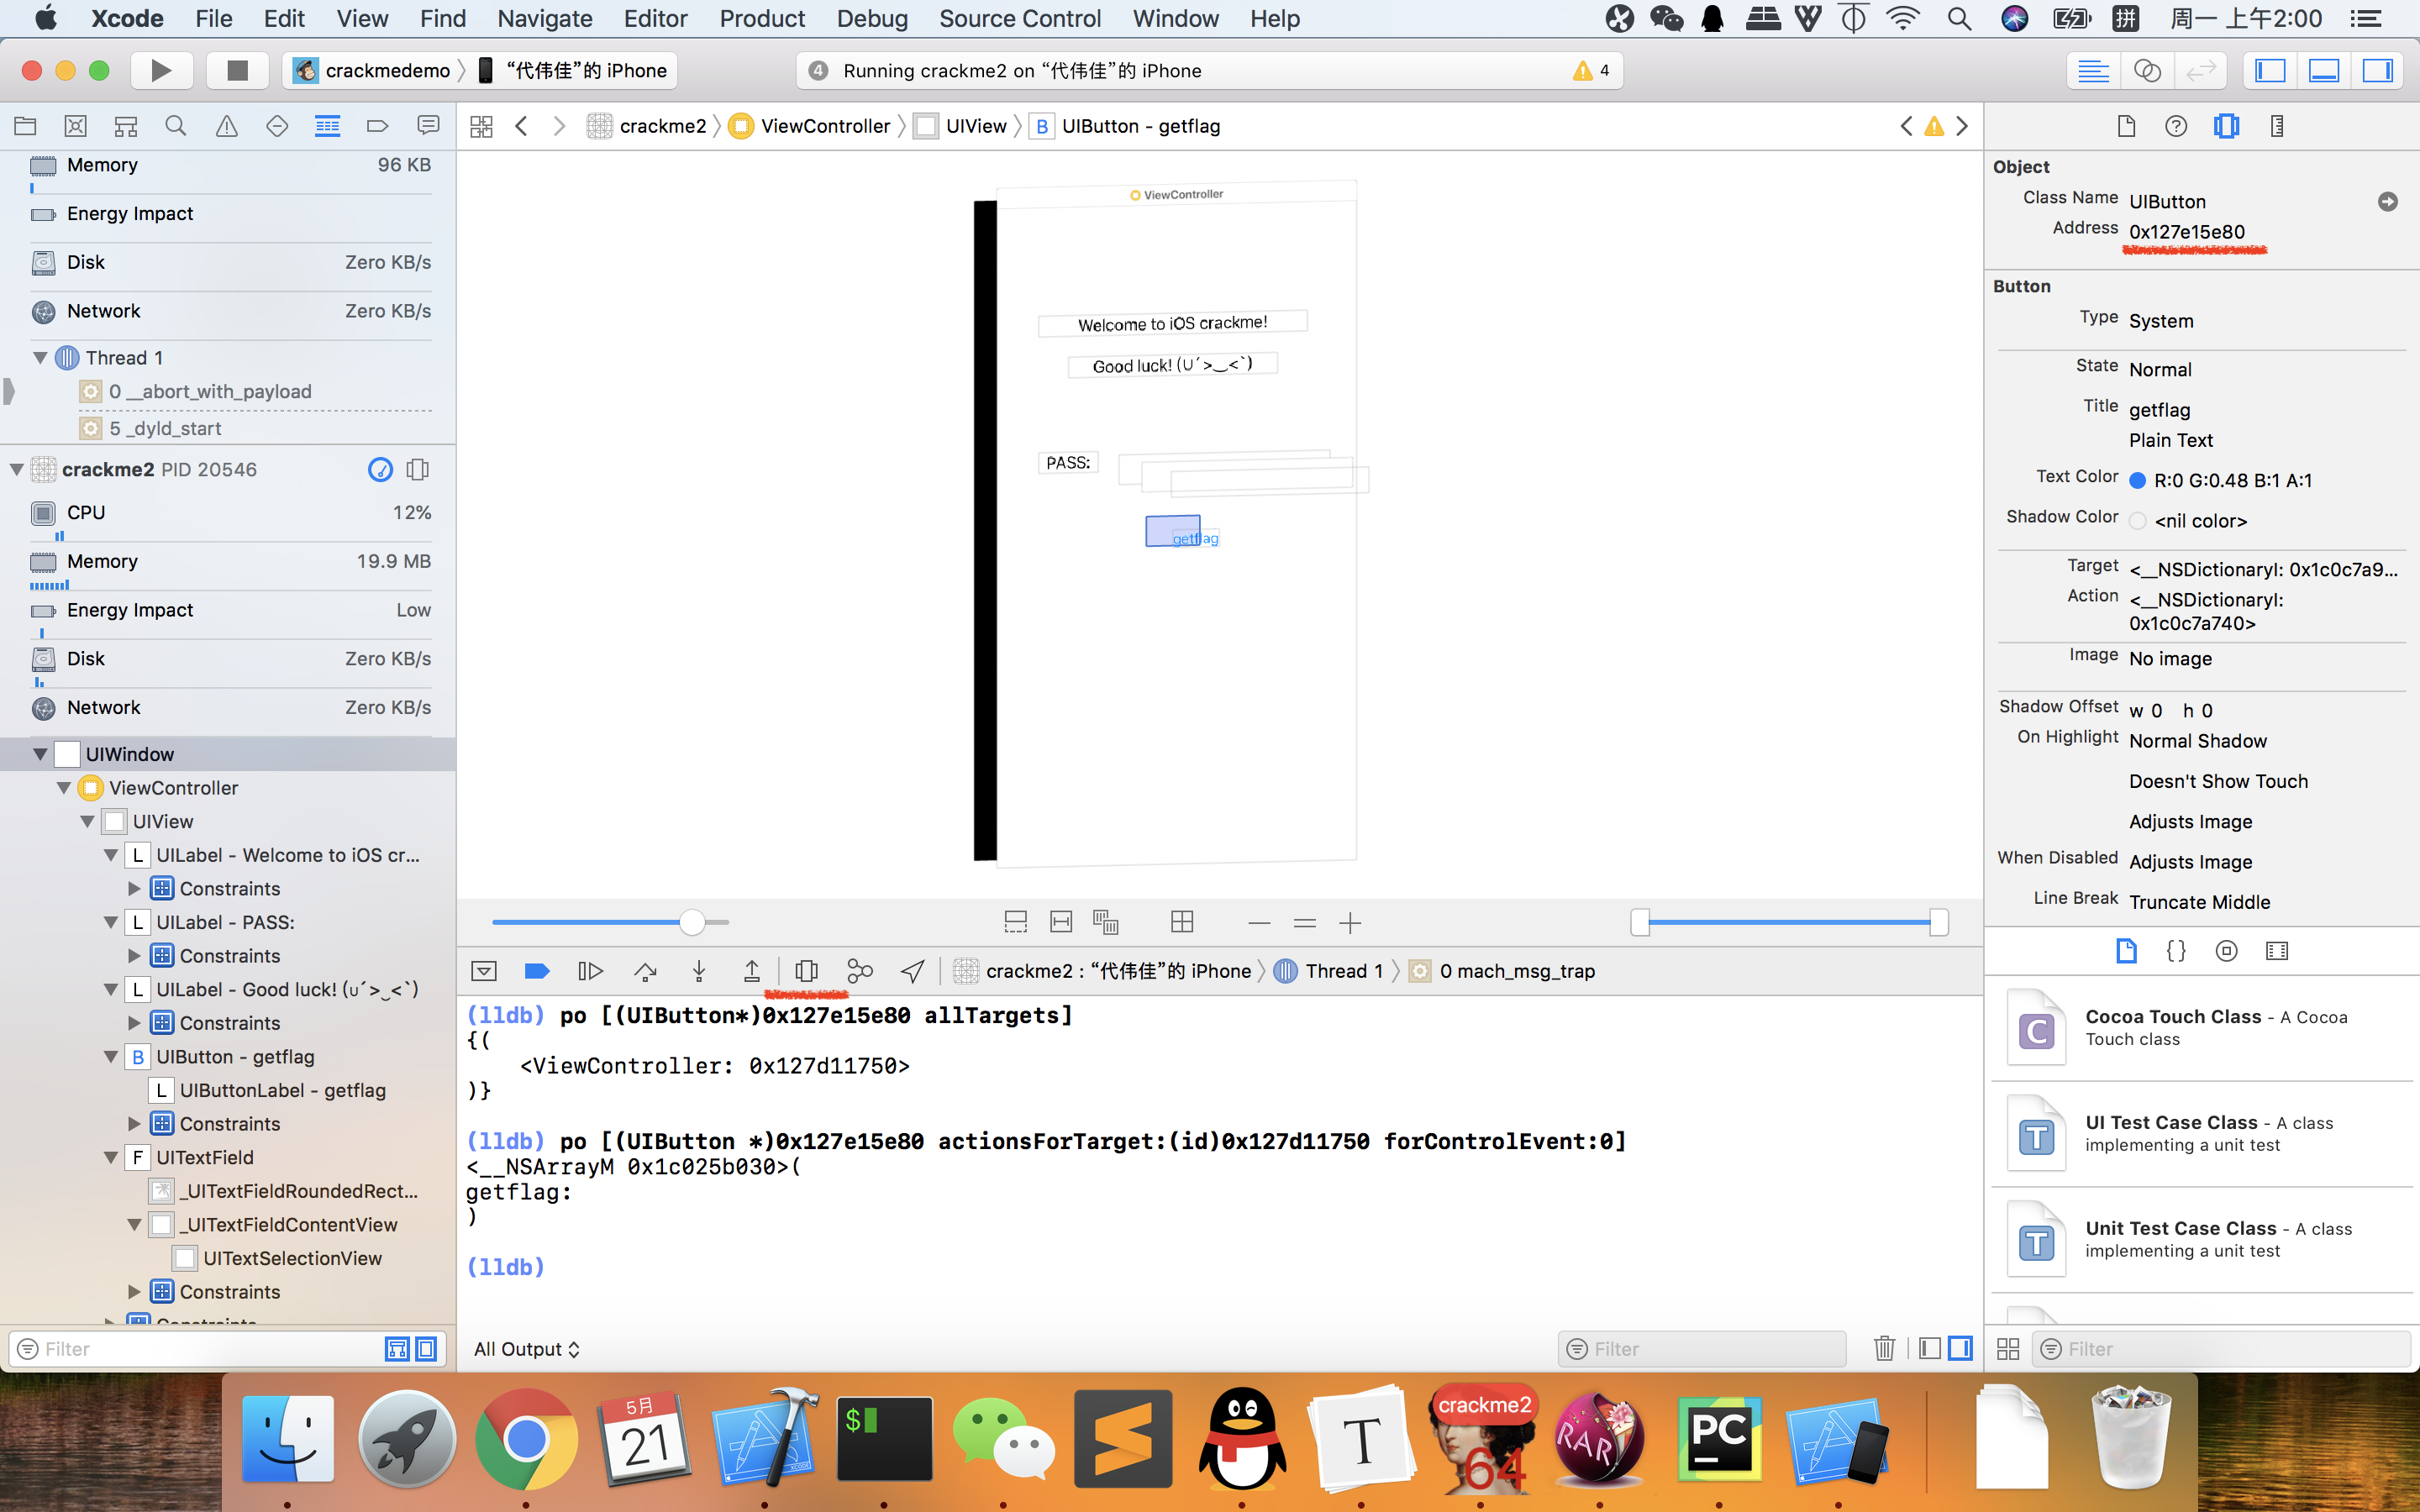 Xcode File Edit View Find Navigate Editor Product Debug Source Control Window Help 拼 周一 上午2:00
crackmedemo “代伟佳”的 iPhone 4 Running crackme2 on “代伟佳”的 iPhone 4
crackme2 ViewController UIView B UIButton - getflag
Memory 96 KB
Energy Impact
Disk Zero KB/s
Network Zero KB/s
Thread 1
0 __abort_with_payload
5 _dyld_start
crackme2 PID 20546
CPU 12%
Memory 19.9 MB
Energy Impact Low
Disk Zero KB/s
Network Zero KB/s
UIWindow
ViewController
UIView
L UILabel - Welcome to iOS cr...
Constraints
L UILabel - PASS:
Constraints
L UILabel - Good luck! (∪´>‿<`)
Constraints
B UIButton - getflag
L UIButtonLabel - getflag
Constraints
F UITextField
_UITextFieldRoundedRect...
_UITextFieldContentView
UITextSelectionView
Constraints
Constraints
Filter
ViewController
Welcome to iOS crackme!
Good luck! (∪´>‿<`)
PASS:
getflag
crackme2 : “代伟佳”的 iPhone Thread 1 0 mach_msg_trap
(lldb) po [(UIButton*)0x127e15e80 allTargets]
{(
<ViewController: 0x127d11750>
)}
(lldb) po [(UIButton *)0x127e15e80 actionsForTarget:(id)0x127d11750 forControlEvent:0]
<__NSArrayM 0x1c025b030>(
getflag:
)
(lldb)
All Output Filter
Object
Class Name UIButton
Address 0x127e15e80
Button
Type System
State Normal
Title getflag
Plain Text
Text Color R:0 G:0.48 B:1 A:1
Shadow Color <nil color>
Target <__NSDictionaryI: 0x1c0c7a9...
Action <__NSDictionaryI:
0x1c0c7a740>
Image No image
Shadow Offset w 0 h 0
On Highlight Normal Shadow
Doesn't Show Touch
Adjusts Image
When Disabled Adjusts Image
Line Break Truncate Middle
{}
C Cocoa Touch Class - A Cocoa
Touch class
T UI Test Case Class - A class
implementing a unit test
T Unit Test Case Class - A class
implementing a unit test
Filter
5月
21
$
T
crackme2
64
RAR
PC
XCODE